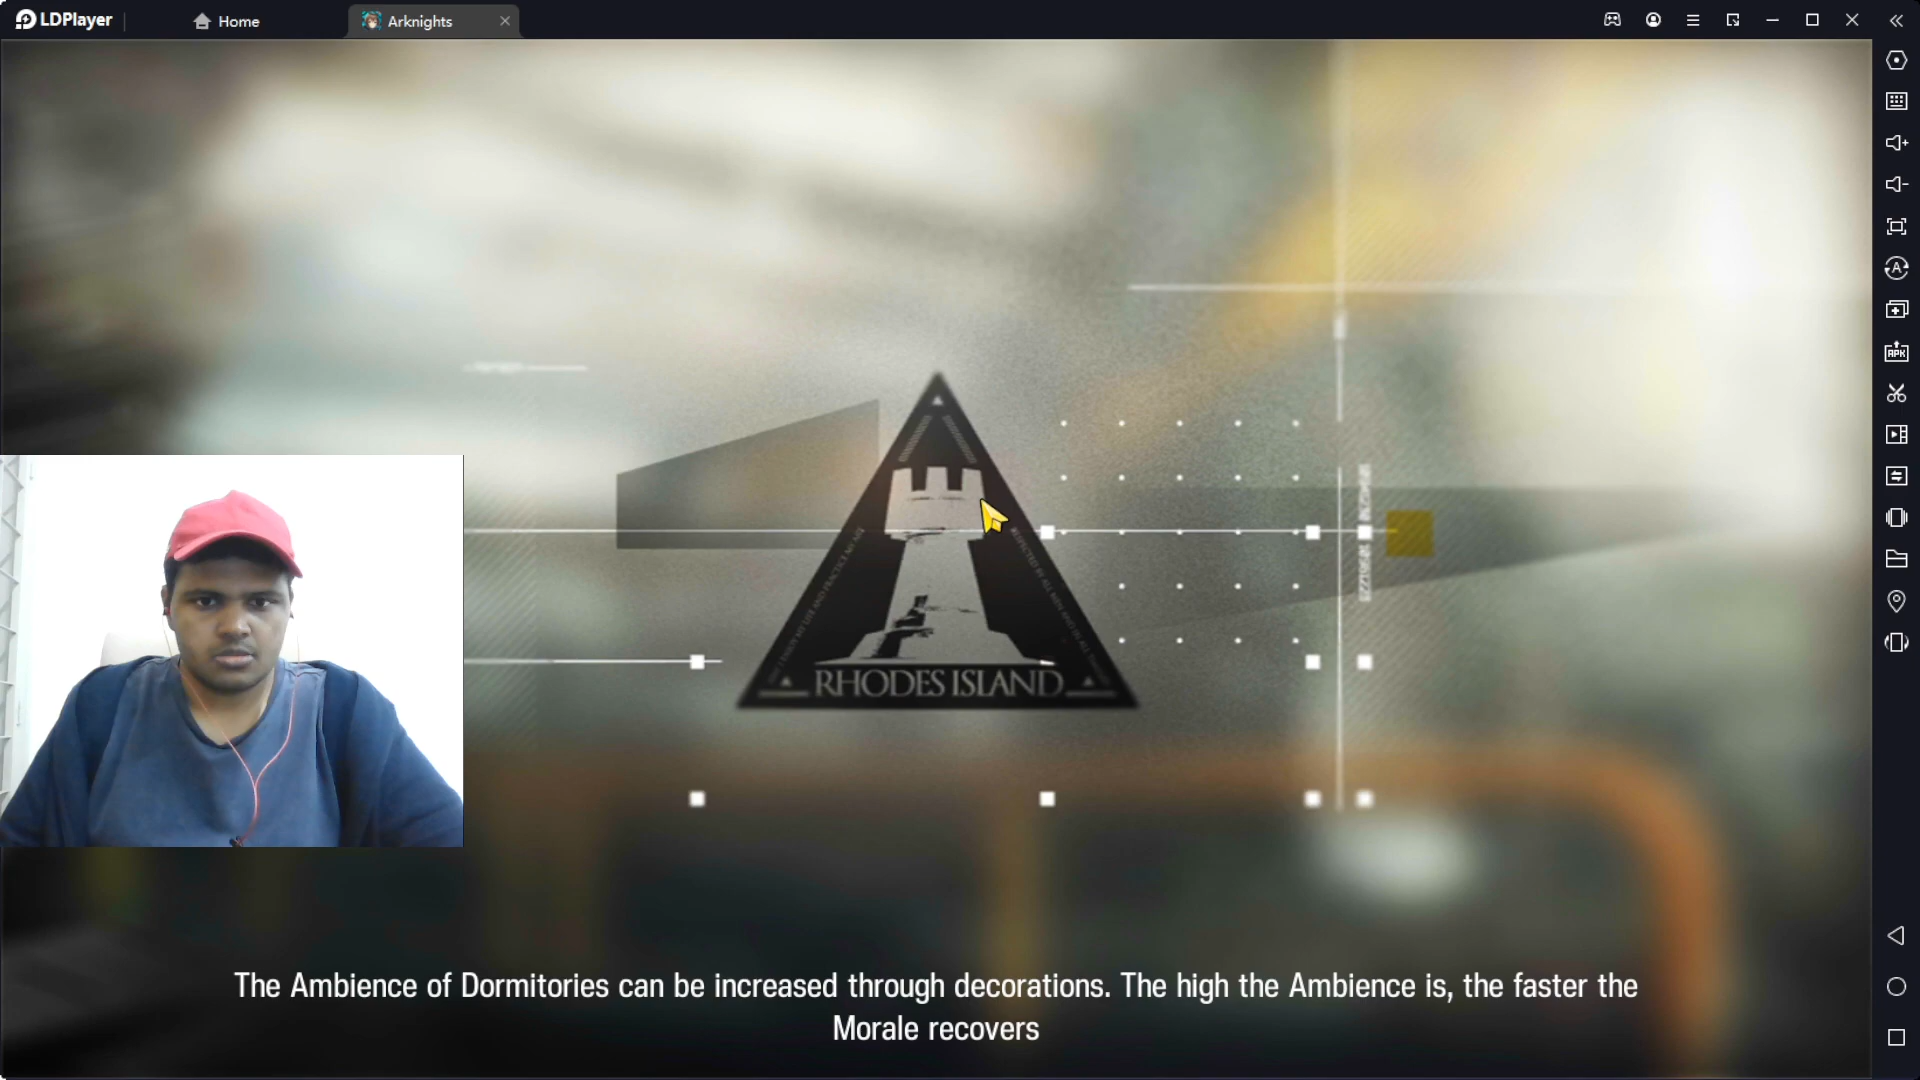 LDPlayer
Home
Arknights
APK
RHODES ISLAND
The Ambience of Dormitories can be increased through decorations. The high the Ambience is, the faster the
Morale recovers